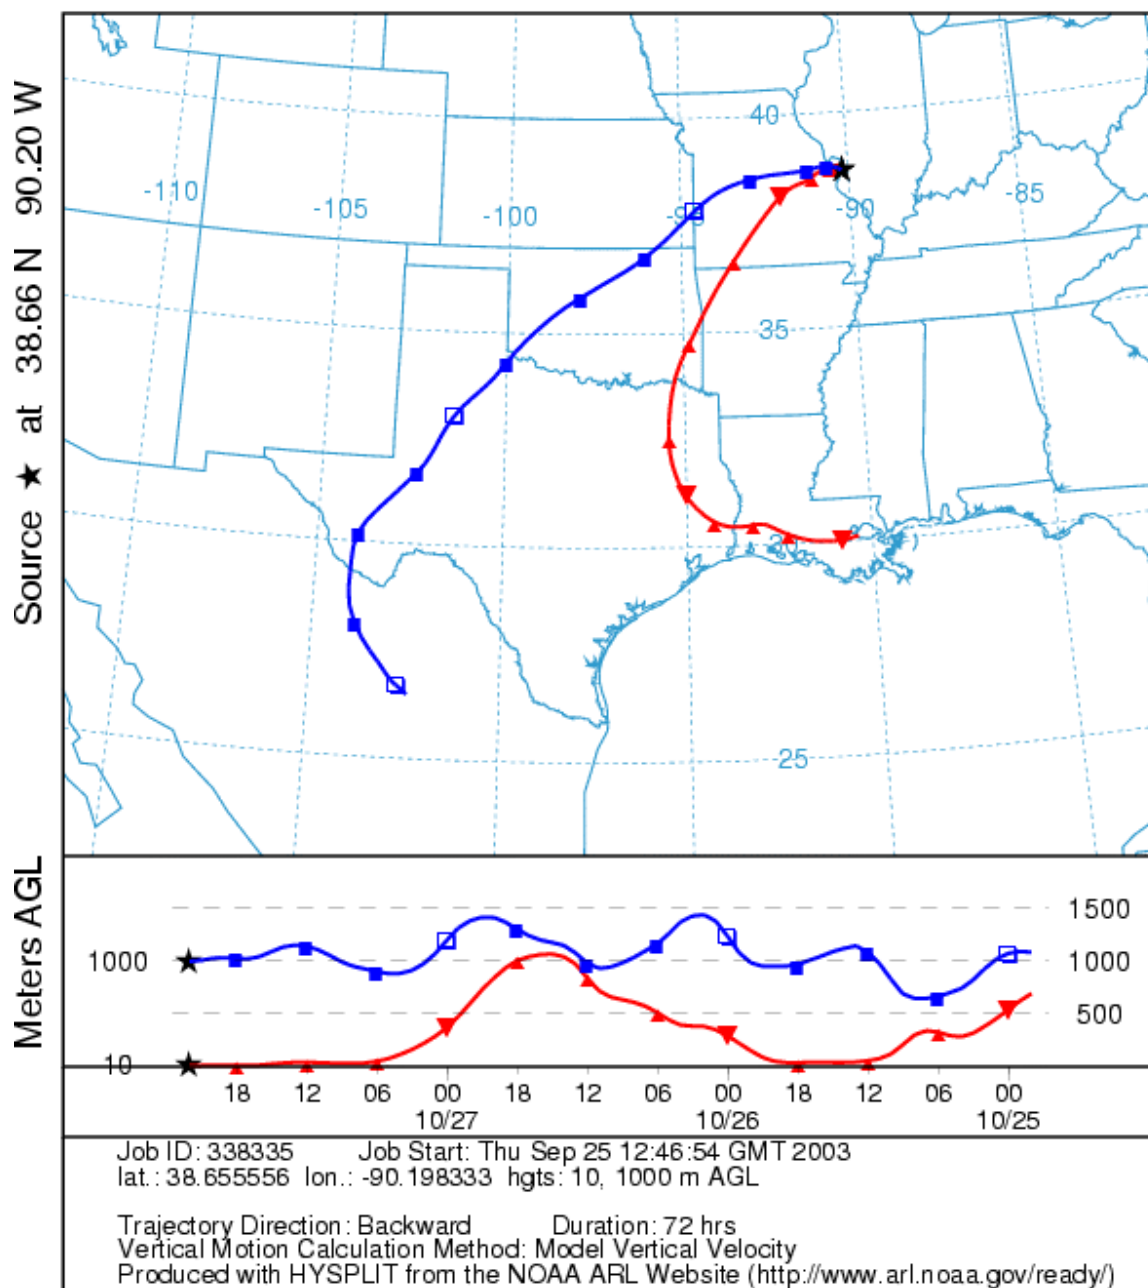 Source ★ at 38.66 N 90.20 W
40
-110
-105
-100
-95
-90
-85
35
30
25
Meters AGL
1500
1000
1000
500
10
18 12 06 00 18 12 06 00 18 12 06 00
10/27 10/26 10/25
Job ID: 338335 Job Start: Thu Sep 25 12:46:54 GMT 2003
lat.: 38.655556 lon.: -90.198333 hgts: 10, 1000 m AGL
Trajectory Direction: Backward Duration: 72 hrs
Vertical Motion Calculation Method: Model Vertical Velocity
Produced with HYSPLIT from the NOAA ARL Website (http://www.arl.noaa.gov/ready/)